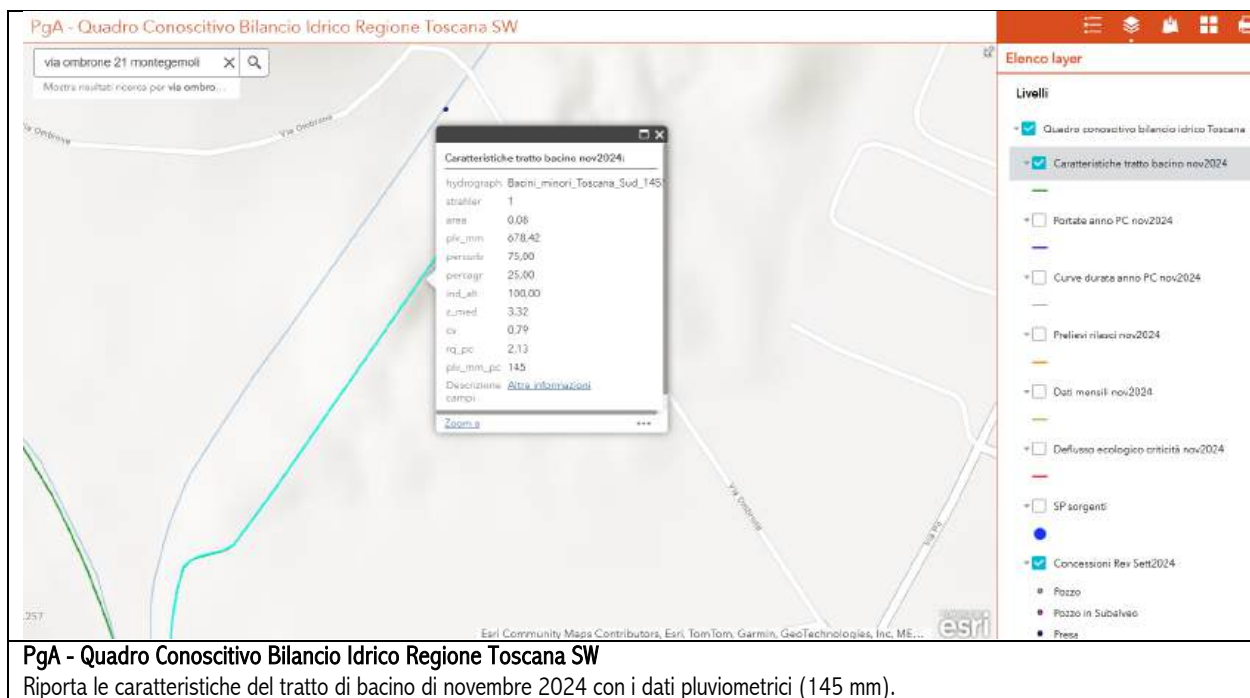 PgA - Quadro Conoscitivo Bilancio Idrico Regione Toscana SW
via ombrone 21 montegemoli
Mostra risultati ricerca per via ombro...
Via Ombrone
Via Ombrone
Caratteristiche tratto bacino nov2024:
hydrograph Bacini_minori_Toscana_Sud_145
strahler 1
area 0,08
plv_mm 678,42
percurb 75,00
percagr 25,00
ind_alt 100,00
z_med 3,32
cv 0,79
rq_pc 2,13
plv_mm_pc 145
Descrizione campi Altre informazioni
Zoom a
Via Ombrone
Via Po
.257
Esri Community Maps Contributors, Esri, TomTom, Garmin, GeoTechnologies, Inc, ME...
esri
Elenco layer
Livelli
Quadro conoscitivo bilancio idrico Toscana
Caratteristiche tratto bacino nov2024
Portate anno PC nov2024
Curve durata anno PC nov2024
Prelievi rilasci nov2024
Dati mensili nov2024
Deflusso ecologico criticità nov2024
SP sorgenti
Concessioni Rev Sett2024
Pozzo
Pozzo in Subalveo
Presa
PgA - Quadro Conoscitivo Bilancio Idrico Regione Toscana SW
Riporta le caratteristiche del tratto di bacino di novembre 2024 con i dati pluviometrici (145 mm).